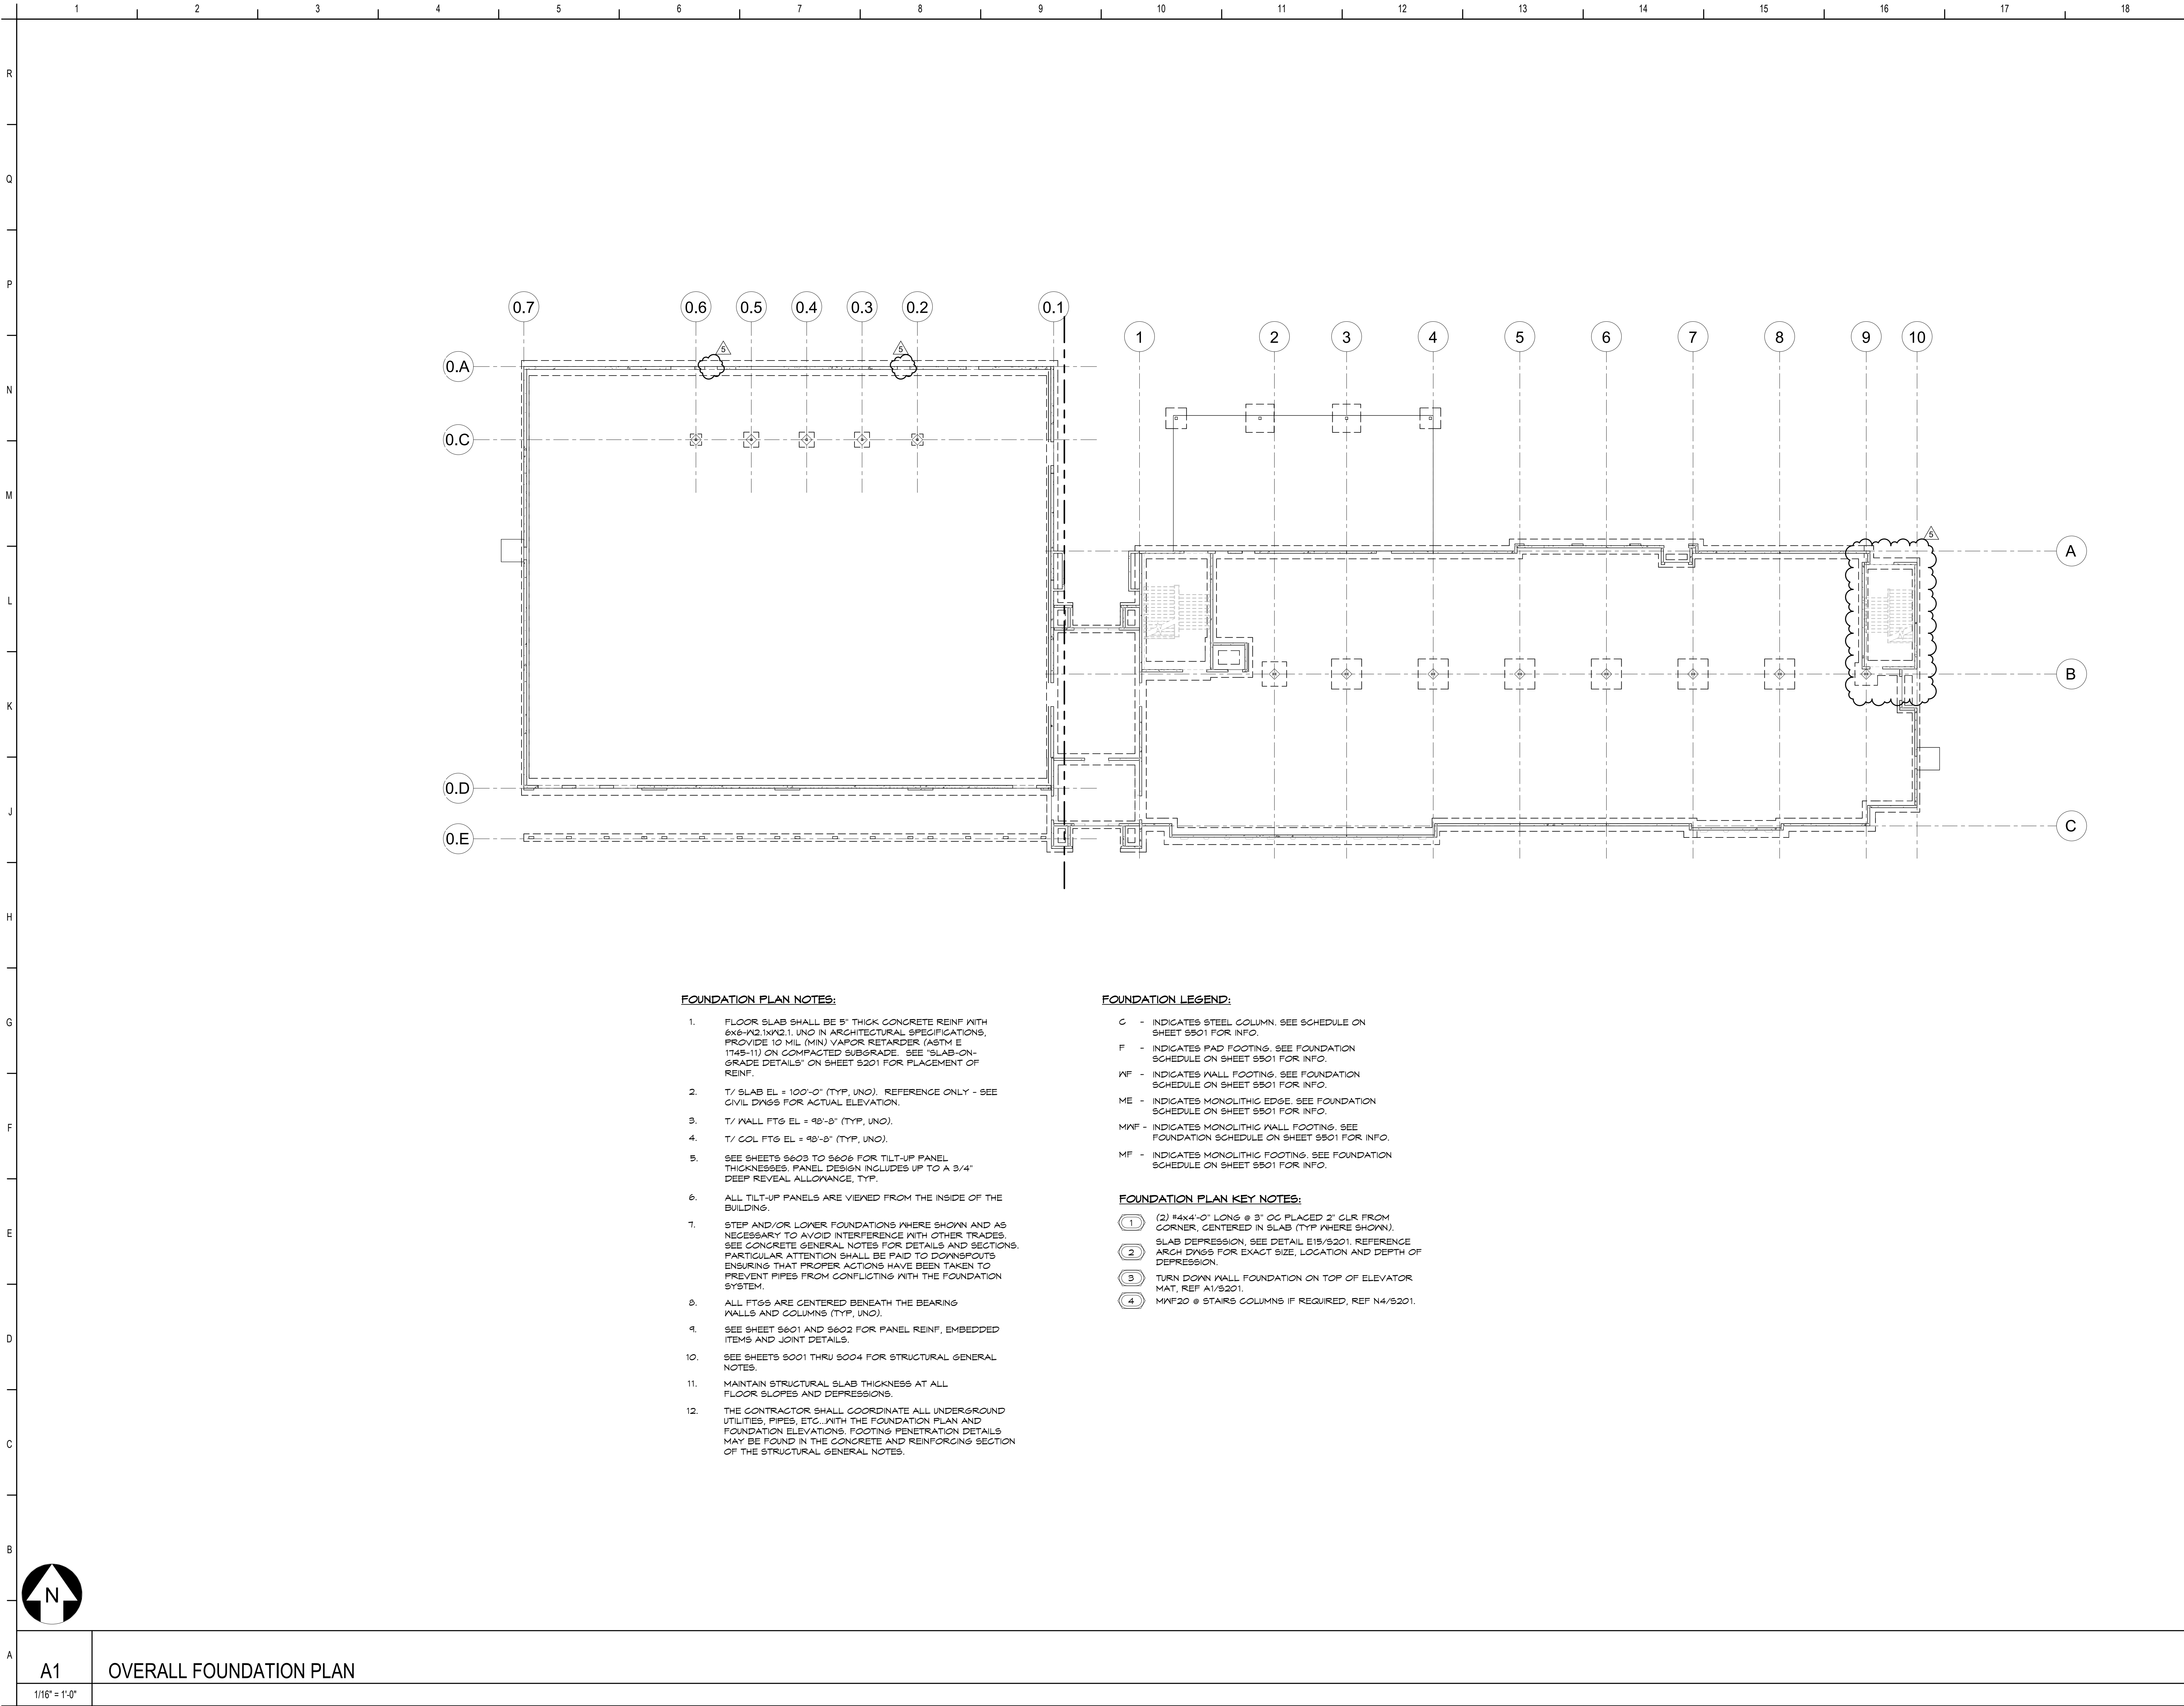 1 2 3 4 5 6 7 8 9 10 11 12 13 14 15 16 17 18
R
Q
P
N
M
L
K
J
H
G
F
E
D
C
B
A
0.7 0.6 0.5 0.4 0.3 0.2 0.1
1 2 3 4 5 6 7 8 9 10
5 5
0.A
0.C
5
A
B
0.D
C
0.E
FOUNDATION PLAN NOTES:
1. FLOOR SLAB SHALL BE 5" THICK CONCRETE REINF WITH
6x6-W2.1xW2.1. UNO IN ARCHITECTURAL SPECIFICATIONS,
PROVIDE 10 MIL (MIN) VAPOR RETARDER (ASTM E
1745-11) ON COMPACTED SUBGRADE. SEE "SLAB-ON-
GRADE DETAILS" ON SHEET S201 FOR PLACEMENT OF
REINF.
2. T/ SLAB EL = 100'-0" (TYP, UNO). REFERENCE ONLY - SEE
CIVIL DWGS FOR ACTUAL ELEVATION.
3. T/ WALL FTG EL = 98'-8" (TYP, UNO).
4. T/ COL FTG EL = 98'-8" (TYP, UNO).
5. SEE SHEETS S603 TO S606 FOR TILT-UP PANEL
THICKNESSES. PANEL DESIGN INCLUDES UP TO A 3/4"
DEEP REVEAL ALLOWANCE, TYP.
6. ALL TILT-UP PANELS ARE VIEWED FROM THE INSIDE OF THE
BUILDING.
7. STEP AND/OR LOWER FOUNDATIONS WHERE SHOWN AND AS
NECESSARY TO AVOID INTERFERENCE WITH OTHER TRADES.
SEE CONCRETE GENERAL NOTES FOR DETAILS AND SECTIONS.
PARTICULAR ATTENTION SHALL BE PAID TO DOWNSPOUTS
ENSURING THAT PROPER ACTIONS HAVE BEEN TAKEN TO
PREVENT PIPES FROM CONFLICTING WITH THE FOUNDATION
SYSTEM.
8. ALL FTGS ARE CENTERED BENEATH THE BEARING
WALLS AND COLUMNS (TYP, UNO).
9. SEE SHEET S601 AND S602 FOR PANEL REINF, EMBEDDED
ITEMS AND JOINT DETAILS.
10. SEE SHEETS S001 THRU S004 FOR STRUCTURAL GENERAL
NOTES.
11. MAINTAIN STRUCTURAL SLAB THICKNESS AT ALL
FLOOR SLOPES AND DEPRESSIONS.
12. THE CONTRACTOR SHALL COORDINATE ALL UNDERGROUND
UTILITIES, PIPES, ETC...WITH THE FOUNDATION PLAN AND
FOUNDATION ELEVATIONS. FOOTING PENETRATION DETAILS
MAY BE FOUND IN THE CONCRETE AND REINFORCING SECTION
OF THE STRUCTURAL GENERAL NOTES.
FOUNDATION LEGEND:
C - INDICATES STEEL COLUMN. SEE SCHEDULE ON
SHEET S501 FOR INFO.
F - INDICATES PAD FOOTING. SEE FOUNDATION
SCHEDULE ON SHEET S501 FOR INFO.
WF - INDICATES WALL FOOTING. SEE FOUNDATION
SCHEDULE ON SHEET S501 FOR INFO.
ME - INDICATES MONOLITHIC EDGE. SEE FOUNDATION
SCHEDULE ON SHEET S501 FOR INFO.
MWF - INDICATES MONOLITHIC WALL FOOTING. SEE
FOUNDATION SCHEDULE ON SHEET S501 FOR INFO.
MF - INDICATES MONOLITHIC FOOTING. SEE FOUNDATION
SCHEDULE ON SHEET S501 FOR INFO.
FOUNDATION PLAN KEY NOTES:
1 (2) #4x4'-0" LONG @ 3" OC PLACED 2" CLR FROM
CORNER, CENTERED IN SLAB (TYP WHERE SHOWN).
2 SLAB DEPRESSION, SEE DETAIL E15/S201. REFERENCE
ARCH DWGS FOR EXACT SIZE, LOCATION AND DEPTH OF
DEPRESSION.
3 TURN DOWN WALL FOUNDATION ON TOP OF ELEVATOR
MAT, REF A1/S201.
4 MWF20 @ STAIRS COLUMNS IF REQUIRED, REF N4/S201.
N
A1 OVERALL FOUNDATION PLAN
1/16" = 1'-0"